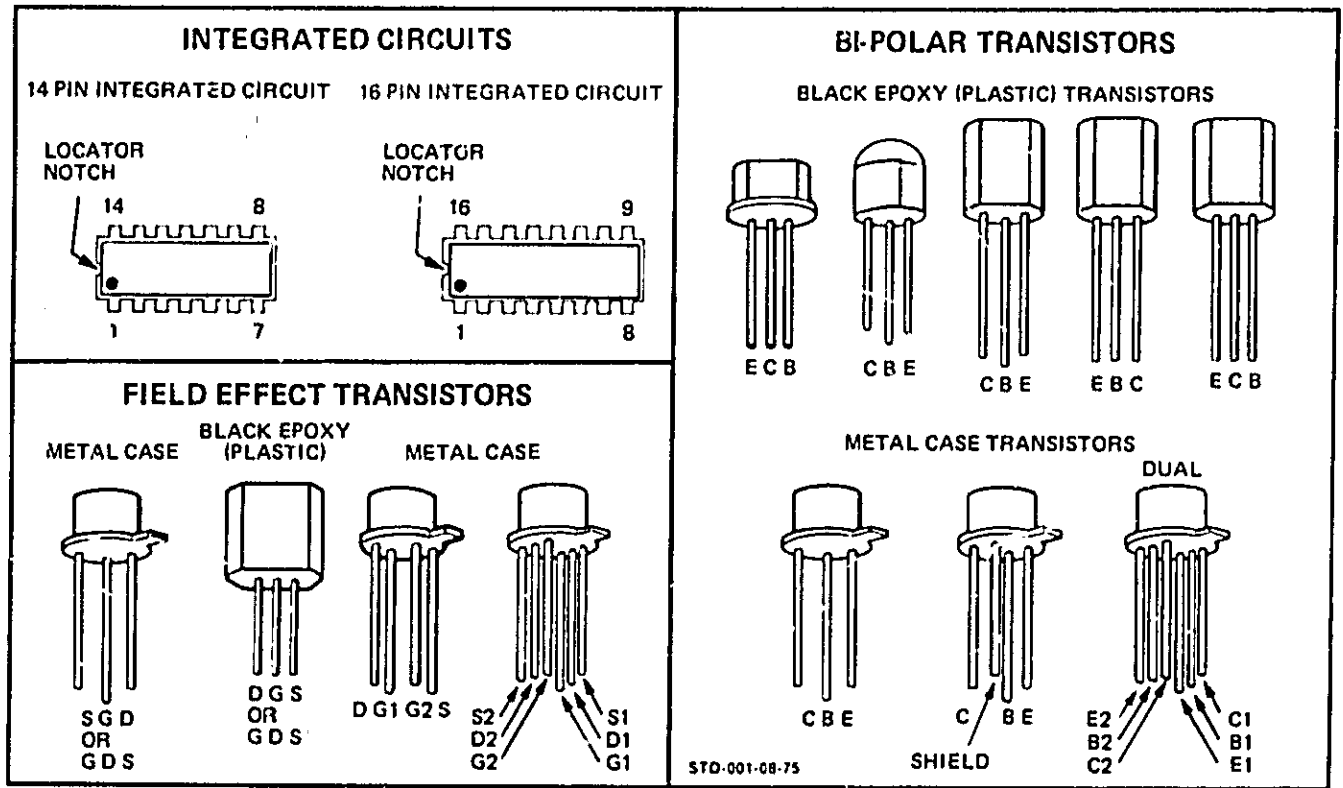 INTEGRATED CIRCUITS
14 PIN INTEGRATED CIRCUIT
16 PIN INTEGRATED CIRCUIT
LOCATOR
NOTCH
14 8
1 7
LOCATOR
NOTCH
16 9
1 8
FIELD EFFECT TRANSISTORS
METAL CASE
BLACK EPOXY
(PLASTIC)
METAL CASE
S G D
OR
G D S
D G S
OR
G D S
D G1 G2 S
S2 S1
D2 D1
G2 G1
BI-POLAR TRANSISTORS
BLACK EPOXY (PLASTIC) TRANSISTORS
E C B
C B E
C B E
E B C
E C B
METAL CASE TRANSISTORS
DUAL
C B E
C B E
SHIELD
E2 C1
B2 B1
C2 E1
STD-001-08-75